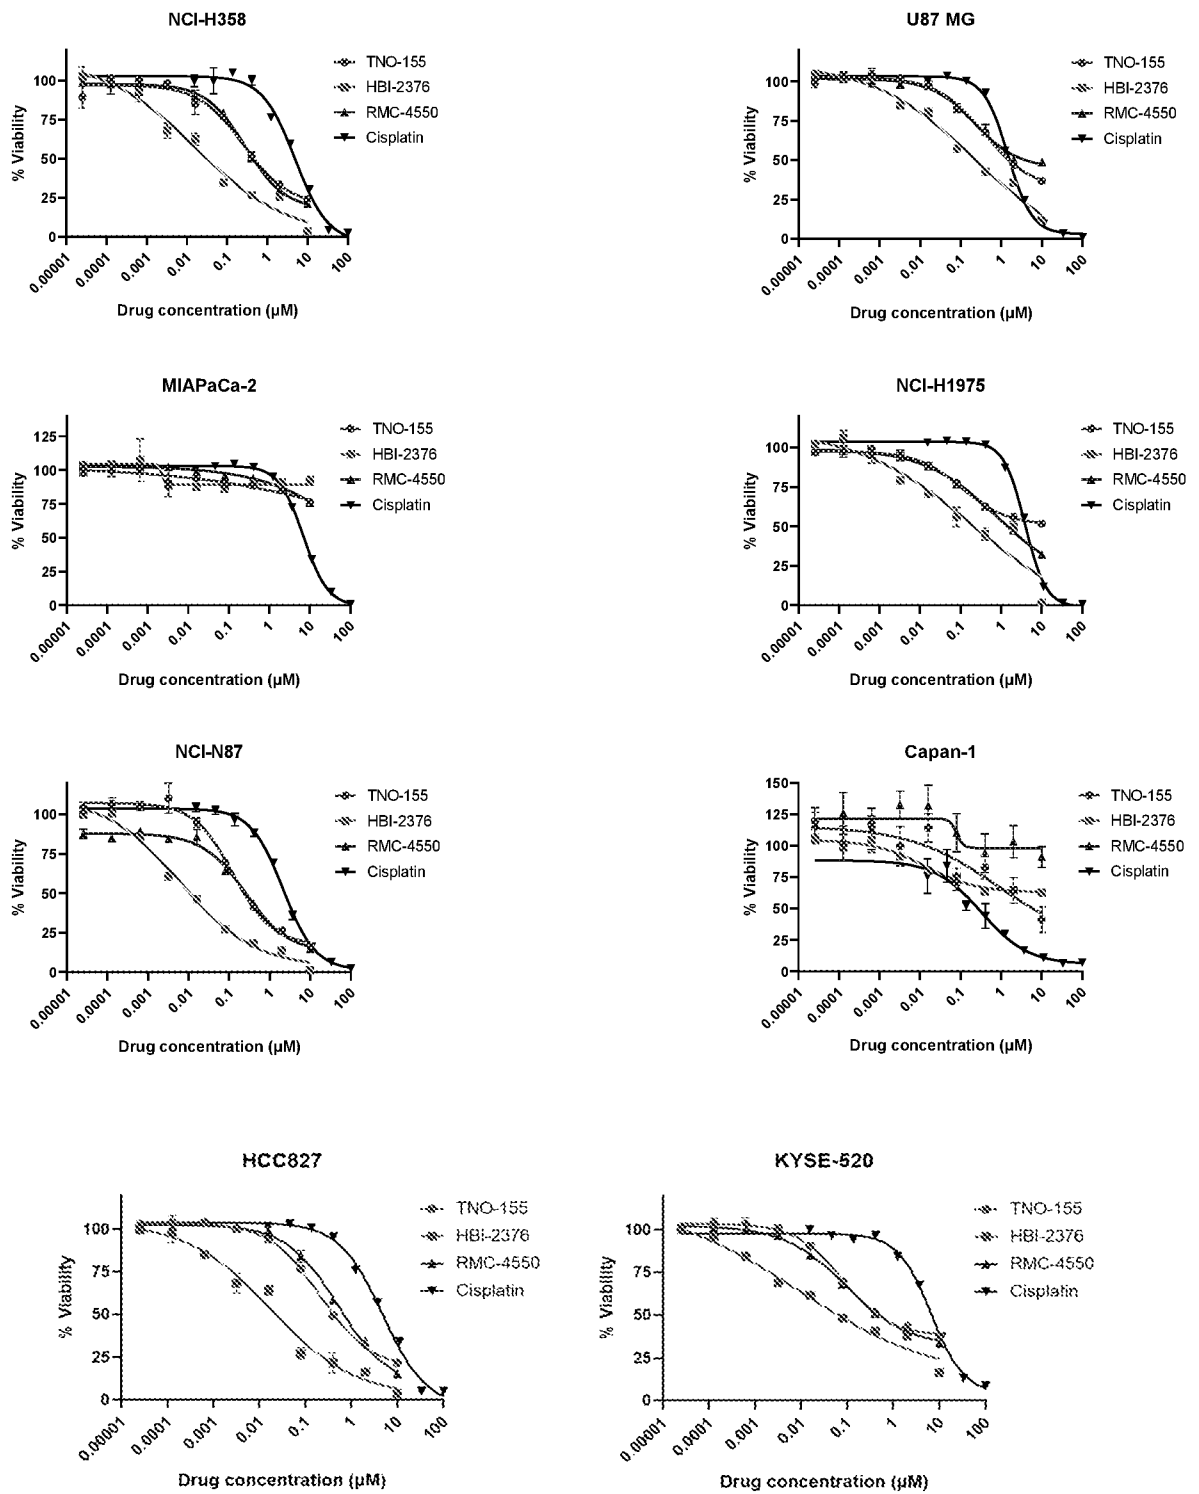 NCI-H358
% Viability
100
75
50
25
0
0.00001
0.0001
0.001
0.01
0.1
1
10
100
Drug concentration (µM)
TNO-155
HBI-2376
RMC-4550
Cisplatin
U87 MG
% Viability
100
75
50
25
0
0.00001
0.0001
0.001
0.01
0.1
1
10
100
Drug concentration (µM)
TNO-155
HBI-2376
RMC-4550
Cisplatin
MIAPaCa-2
% Viability
125
100
75
50
25
0
0.00001
0.0001
0.001
0.01
0.1
1
10
100
Drug concentration (µM)
TNO-155
HBI-2376
RMC-4550
Cisplatin
NCI-H1975
% Viability
100
75
50
25
0
0.00001
0.0001
0.001
0.01
0.1
1
10
100
Drug concentration (µM)
TNO-155
HBI-2376
RMC-4550
Cisplatin
NCI-N87
% Viability
100
75
50
25
0
0.00001
0.0001
0.001
0.01
0.1
1
10
100
Drug concentration (µM)
TNO-155
HBI-2376
RMC-4550
Cisplatin
Capan-1
% Viability
150
125
100
75
50
25
0
0.00001
0.0001
0.001
0.01
0.1
1
10
100
Drug concentration (µM)
TNO-155
HBI-2376
RMC-4550
Cisplatin
HCC827
% Viability
100
75
50
25
0
0.00001
0.0001
0.001
0.01
0.1
1
10
100
Drug concentration (µM)
TNO-155
HBI-2376
RMC-4550
Cisplatin
KYSE-520
% Viability
100
75
50
25
0
0.00001
0.0001
0.001
0.01
0.1
1
10
100
Drug concentration (µM)
TNO-155
HBI-2376
RMC-4550
Cisplatin